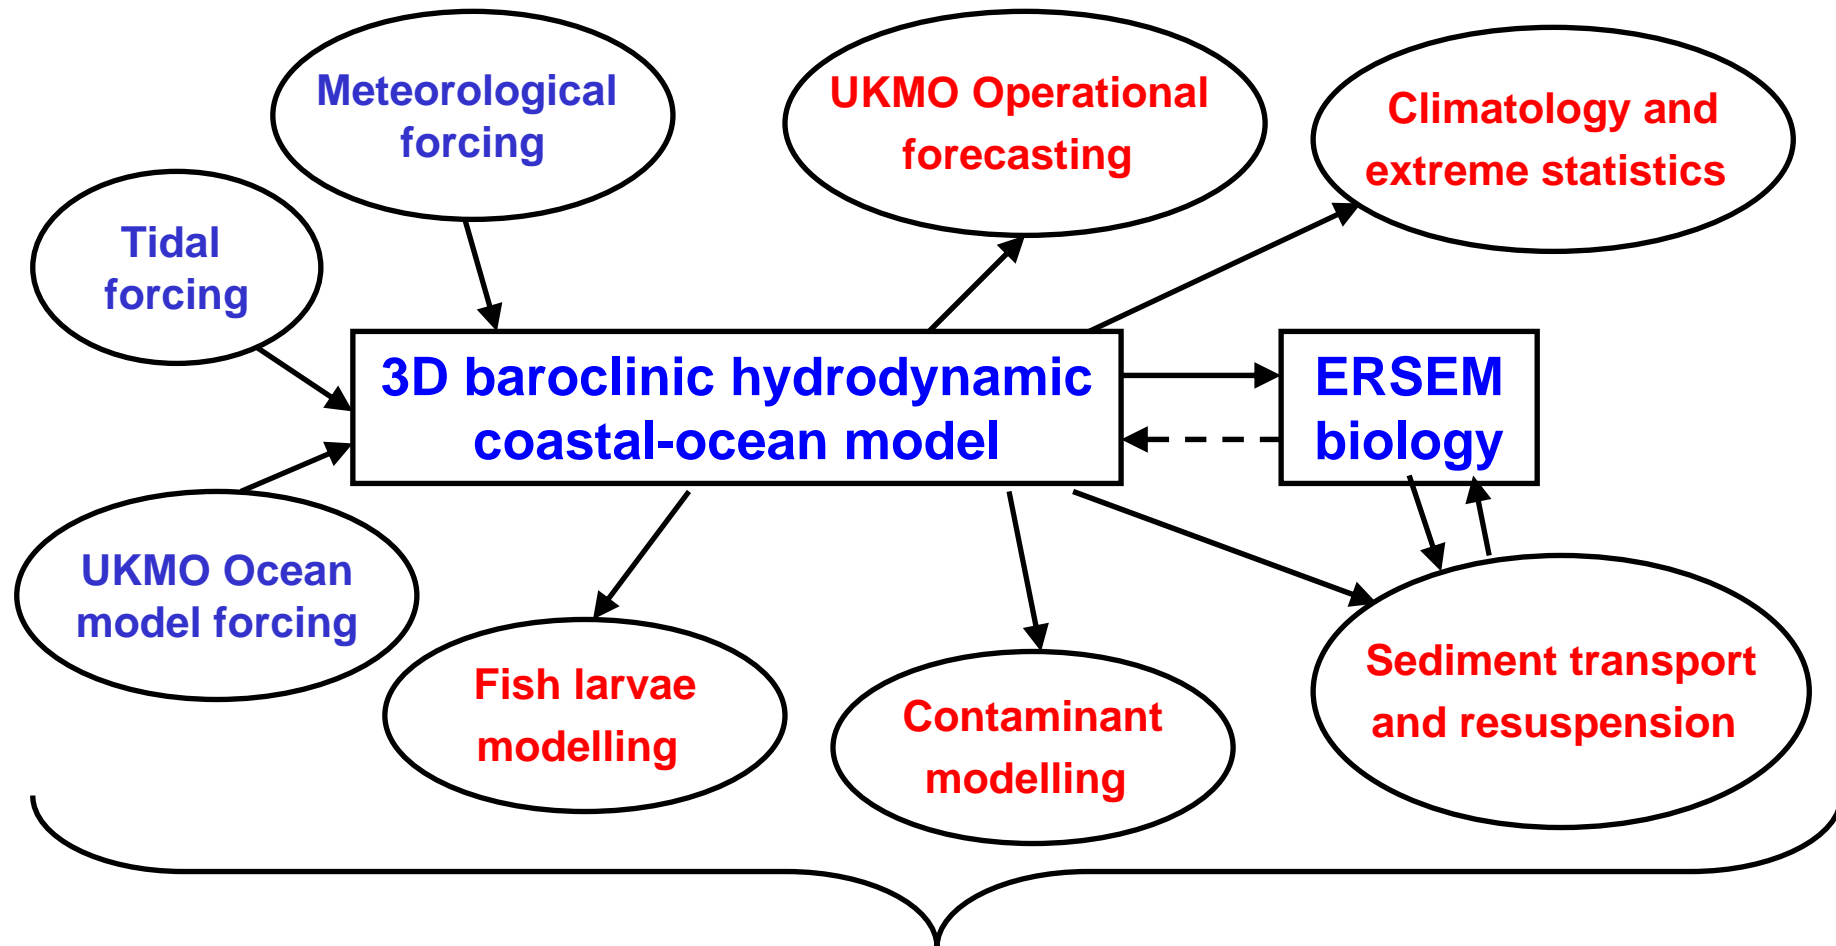 Meteorological
forcing
UKMO Operational
forecasting
Climatology and
extreme statistics
Tidal
forcing
3D baroclinic hydrodynamic
coastal-ocean model
ERSEM
biology
UKMO Ocean
model forcing
Fish larvae
modelling
Contaminant
modelling
Sediment transport
and resuspension